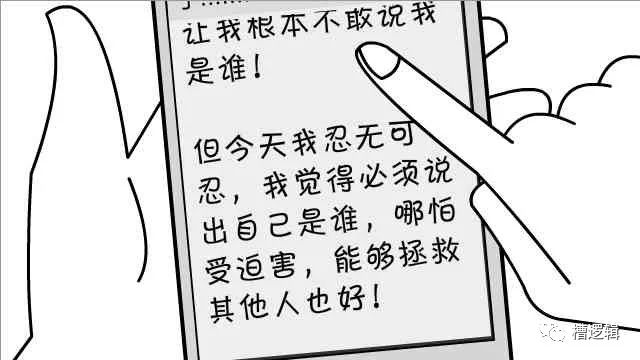 了……
让我根本不敢说我
是谁！
但今天我忍无可
忍，我觉得必须说
出自己是谁，哪怕
受迫害，能够拯救
其他人也好！
槽逻辑